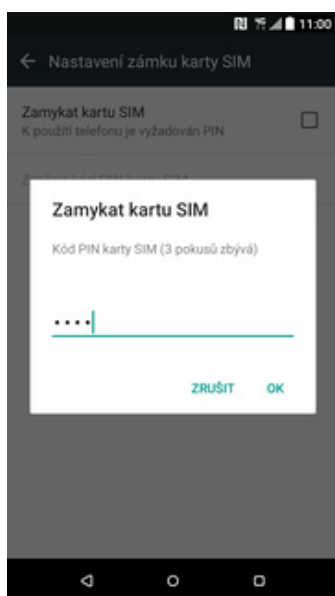 11:00
Nastavení zámku karty SIM
Zamykat kartu SIM
K použití telefonu je vyžadován PIN
Zamykat kartu SIM
Kód PIN karty SIM (3 pokusů zbývá)
••••
ZRUŠIT OK